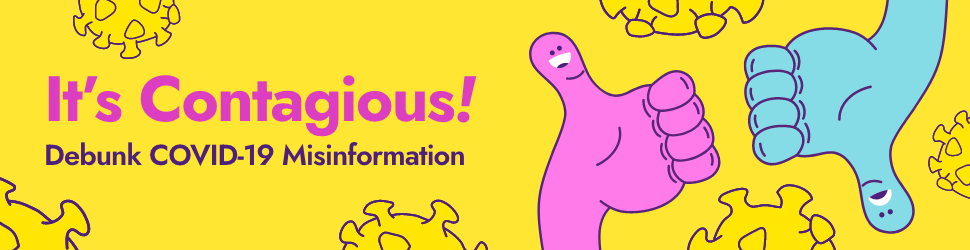 It's Contagious!
Debunk COVID-19 Misinformation